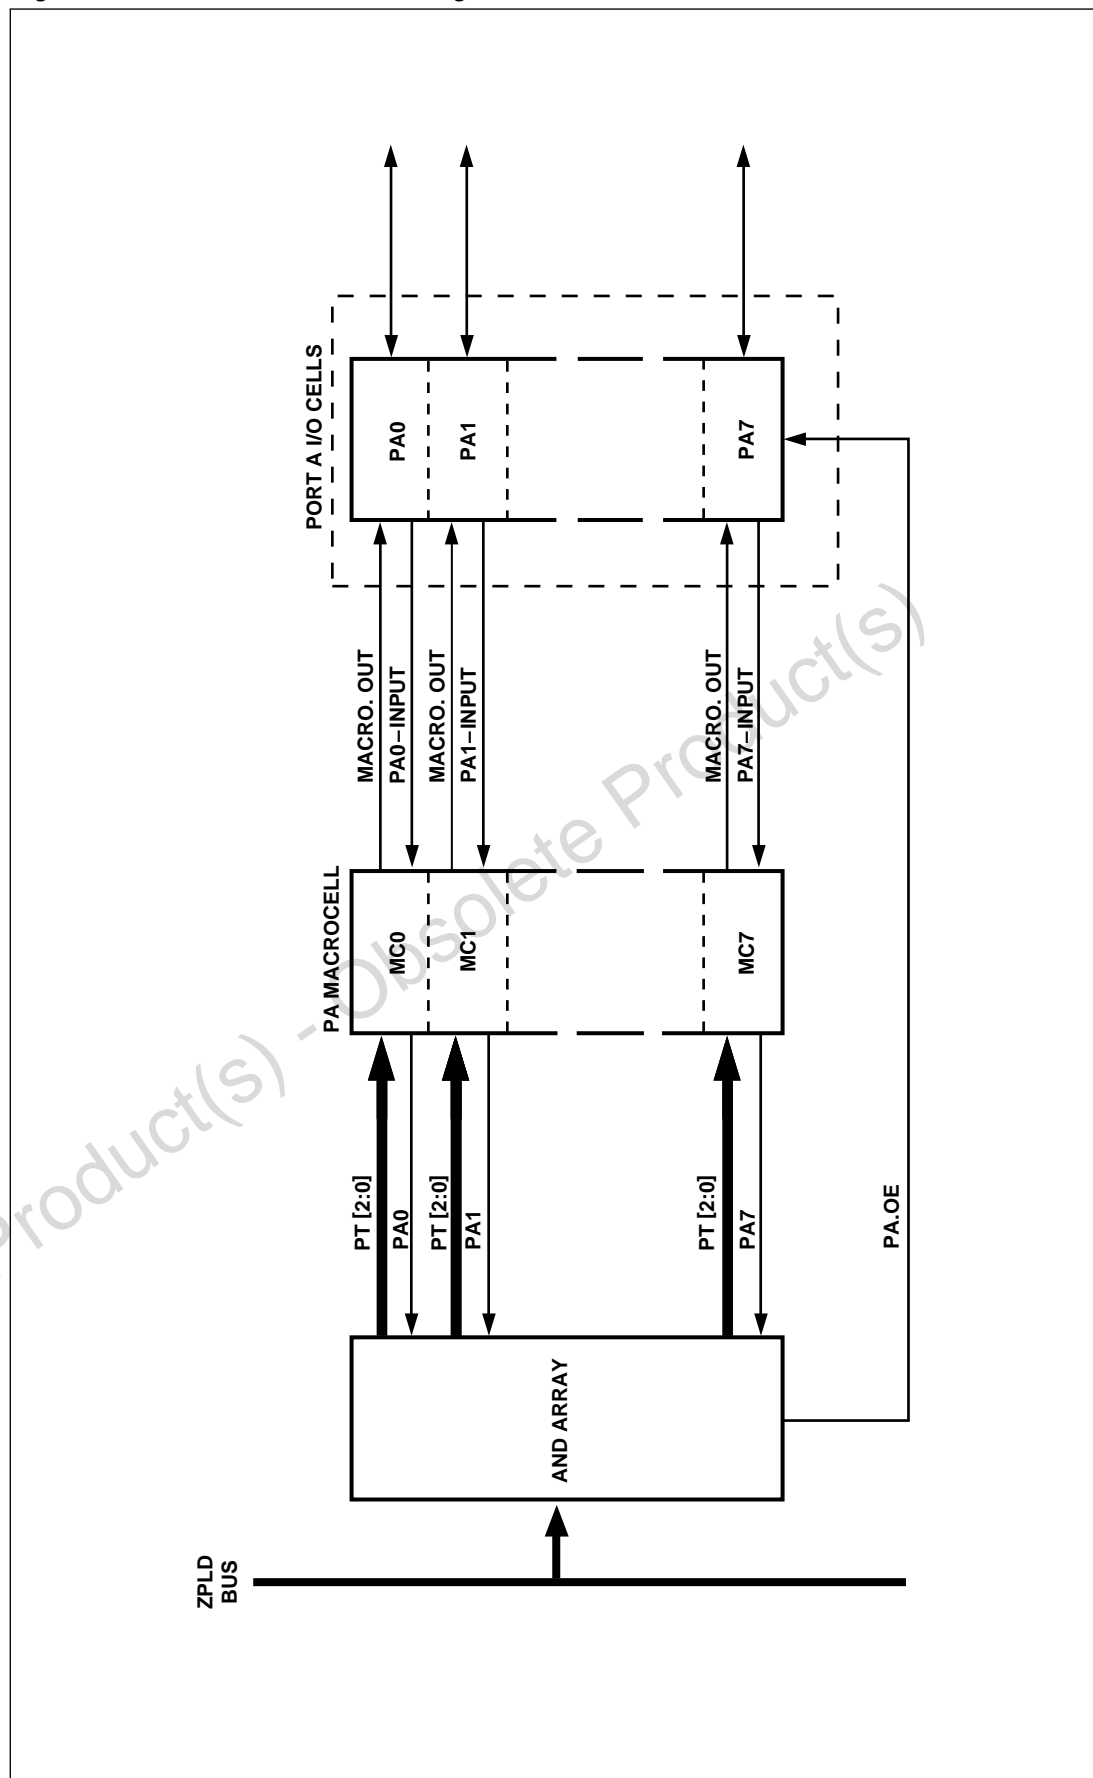 PORT A I/O CELLS
PA0
PA1
PA7
MACRO. OUT
PA0–INPUT
MACRO. OUT
PA1–INPUT
MACRO. OUT
PA7–INPUT
PA MACROCELL
MC0
MC1
MC7
PT [2:0]
PA0
PT [2:0]
PA1
PT [2:0]
PA7
PA.OE
AND ARRAY
ZPLD
BUS
Product(s) - Obsolete Product(s)